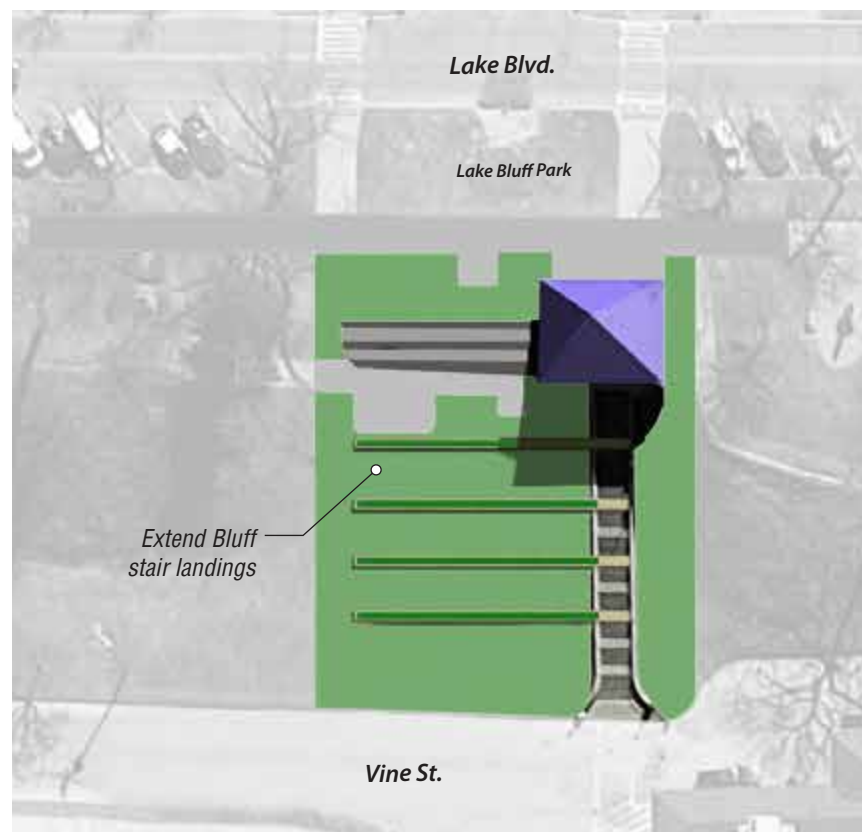 Lake Blvd.
Lake Bluff Park
Extend Bluff
stair landings
Vine St.